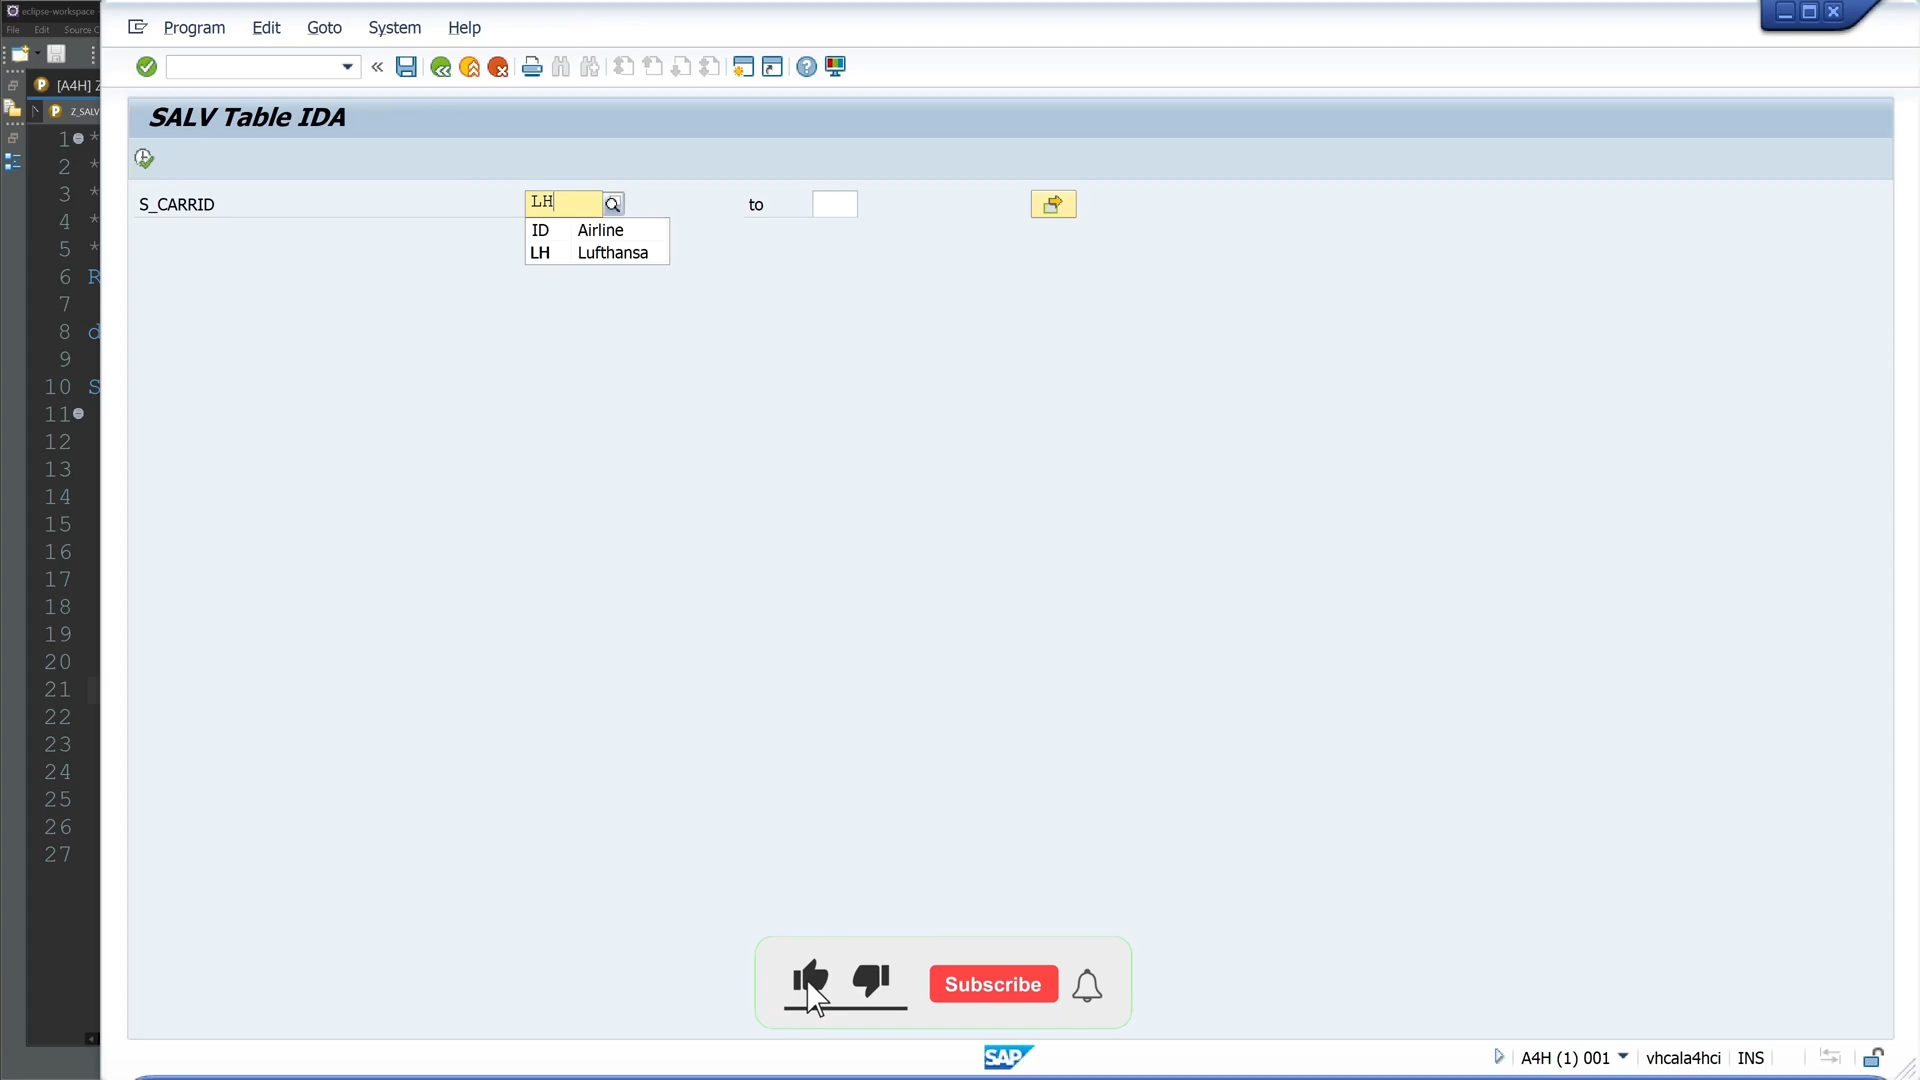 eclipse-workspace
File Edit Source C
Program Edit Goto System Help
[A4H] Z
Z_SALV
SALV Table IDA
S_CARRID LH to
ID Airline
LH Lufthansa
1 *
2 *
3 *
4 *
5 *
6 R
7
8 d
9
10 S
11
12
13
14
15
16
17
18
19
20
21
22
23
24
25
26
27
Subscribe
SAP
A4H (1) 001 vhcala4hci INS